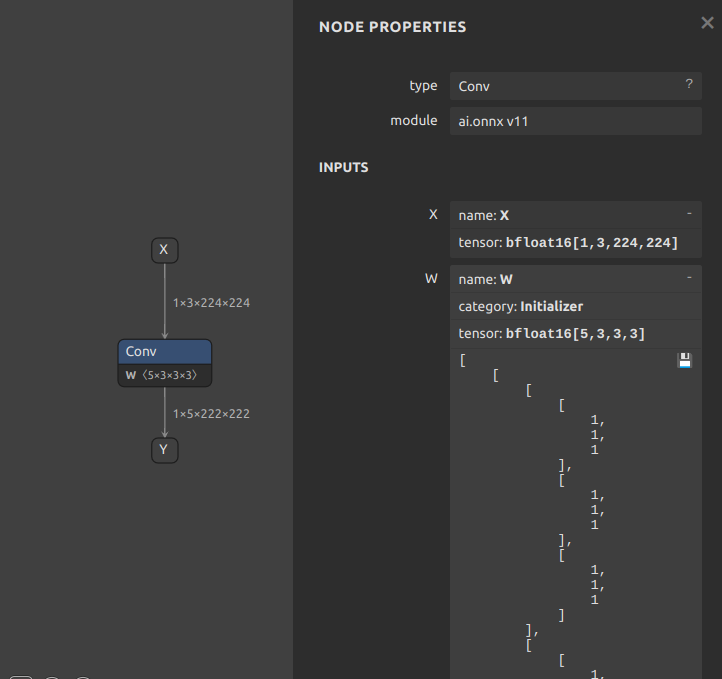 X
1×3×224×224
Conv
W 〈5×3×3×3〉
1×5×222×222
Y
NODE PROPERTIES
×
type Conv ?
module ai.onnx v11
INPUTS
X name: X -
tensor: bfloat16[1,3,224,224]
W name: W -
category: Initializer
tensor: bfloat16[5,3,3,3]
[
[
[
[
1,
1,
1
],
[
1,
1,
1
],
[
1,
1,
1
]
],
[
[
1,